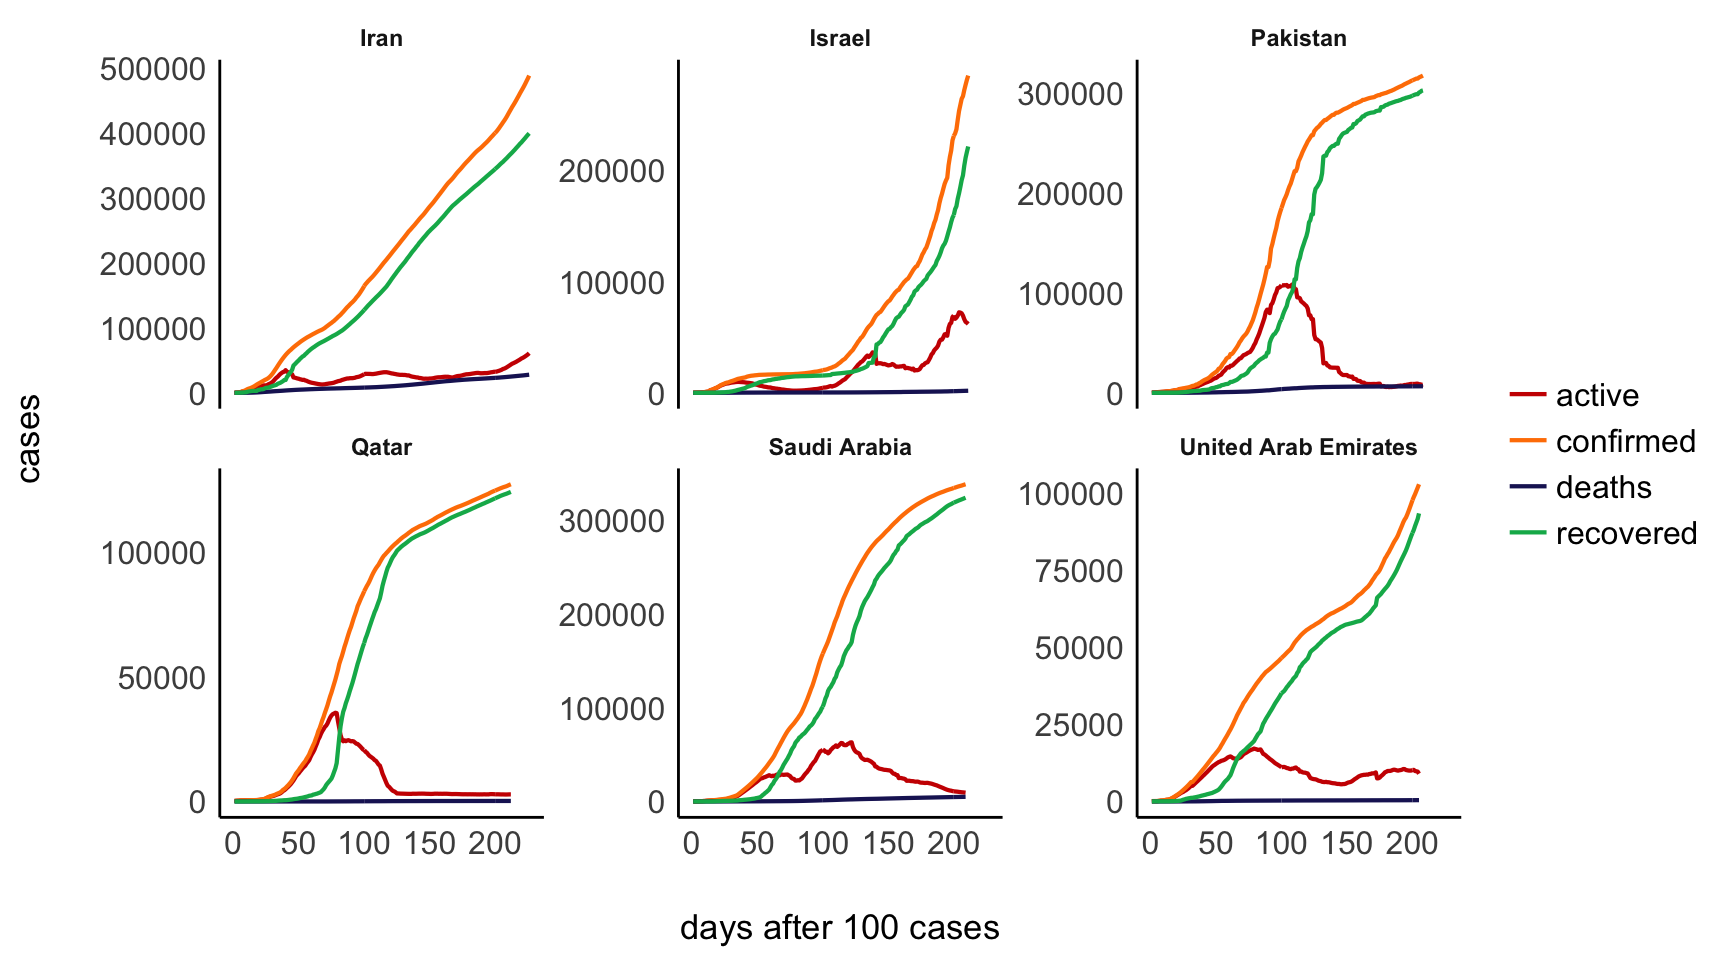 Iran
Israel
Pakistan
500000
400000
300000
200000
100000
0
200000
100000
0
300000
200000
100000
0
cases
Qatar
Saudi Arabia
United Arab Emirates
100000
50000
0
300000
200000
100000
0
100000
75000
50000
25000
0
0 50 100 150 200
0 50 100 150 200
0 50 100 150 200
days after 100 cases
active
confirmed
deaths
recovered